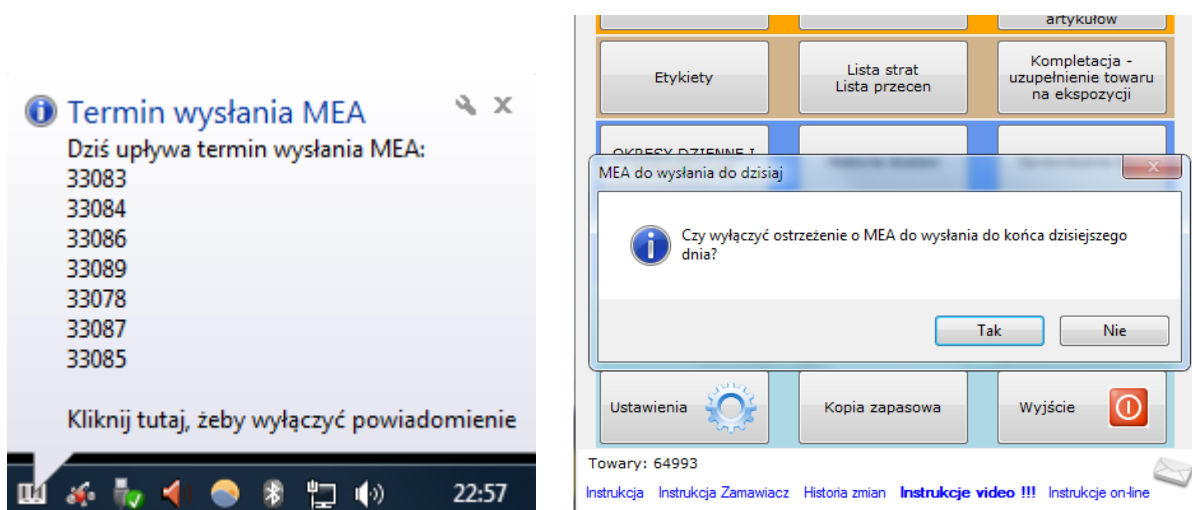 Termin wysłania MEA
Dziś upływa termin wysłania MEA:
33083
33084
33086
33089
33078
33087
33085
Kliknij tutaj, żeby wyłączyć powiadomienie
22:57
artykułów
Etykiety
Lista strat
Lista przecen
Kompletacja -
uzupełnienie towaru
na ekspozycji
OKRESY DZIENNE I
MEA do wysłania do dzisiaj
Czy wyłączyć ostrzeżenie o MEA do wysłania do końca dzisiejszego
dnia?
Tak
Nie
Ustawienia
Kopia zapasowa
Wyjście
Towary: 64993
Instrukcja Instrukcja Zamawiacz Historia zmian Instrukcje video !!! Instrukcje on-line